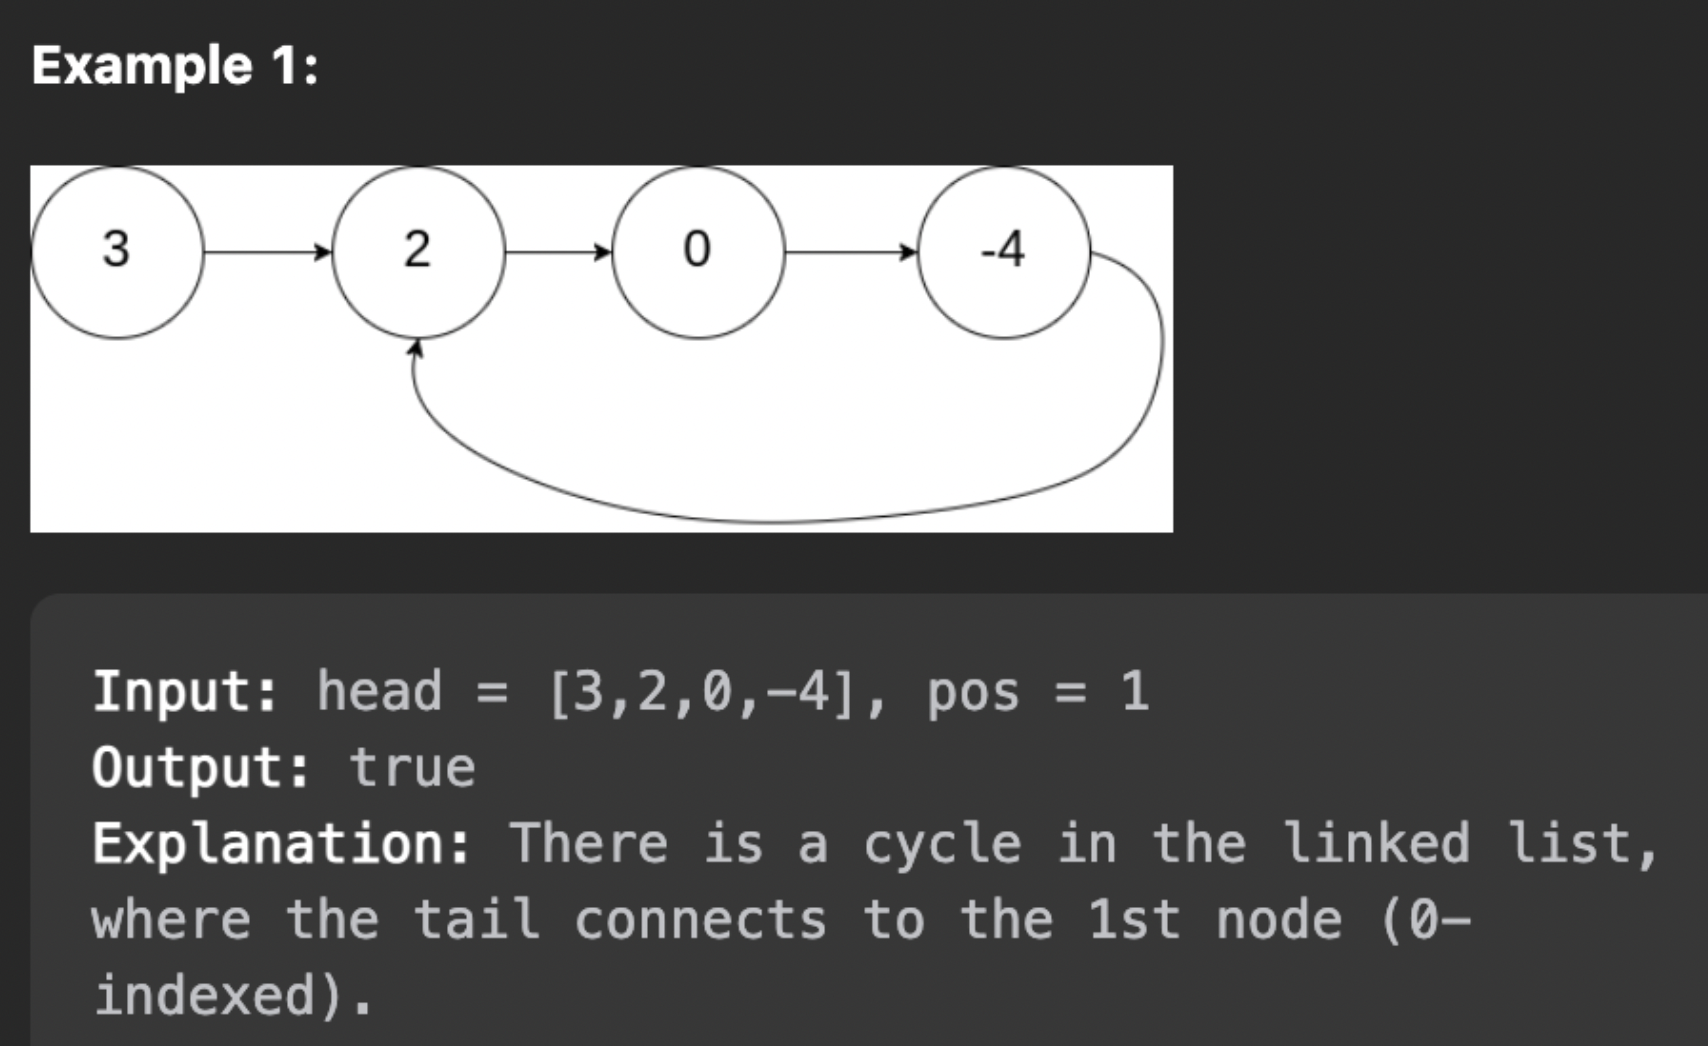 Example 1:
3 2 0 -4
Input: head = [3,2,0,-4], pos = 1
Output: true
Explanation: There is a cycle in the linked list,
where the tail connects to the 1st node (0-
indexed).